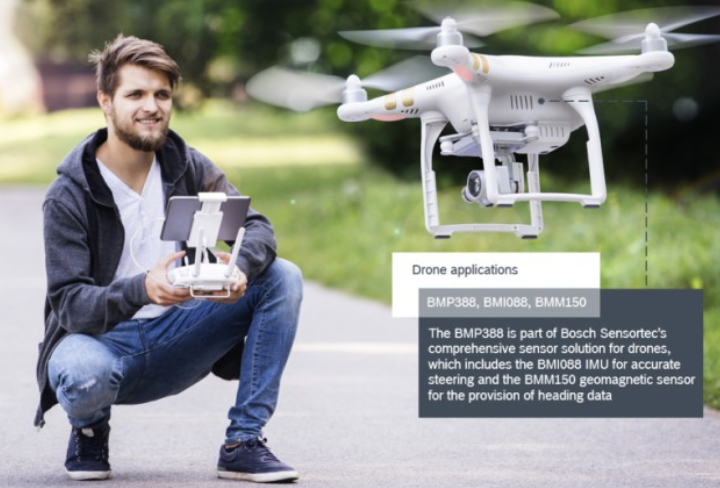 Drone applications
BMP388, BMI088, BMM150
The BMP388 is part of Bosch Sensortec's
comprehensive sensor solution for drones,
which includes the BMI088 IMU for accurate
steering and the BMM150 geomagnetic sensor
for the provision of heading data